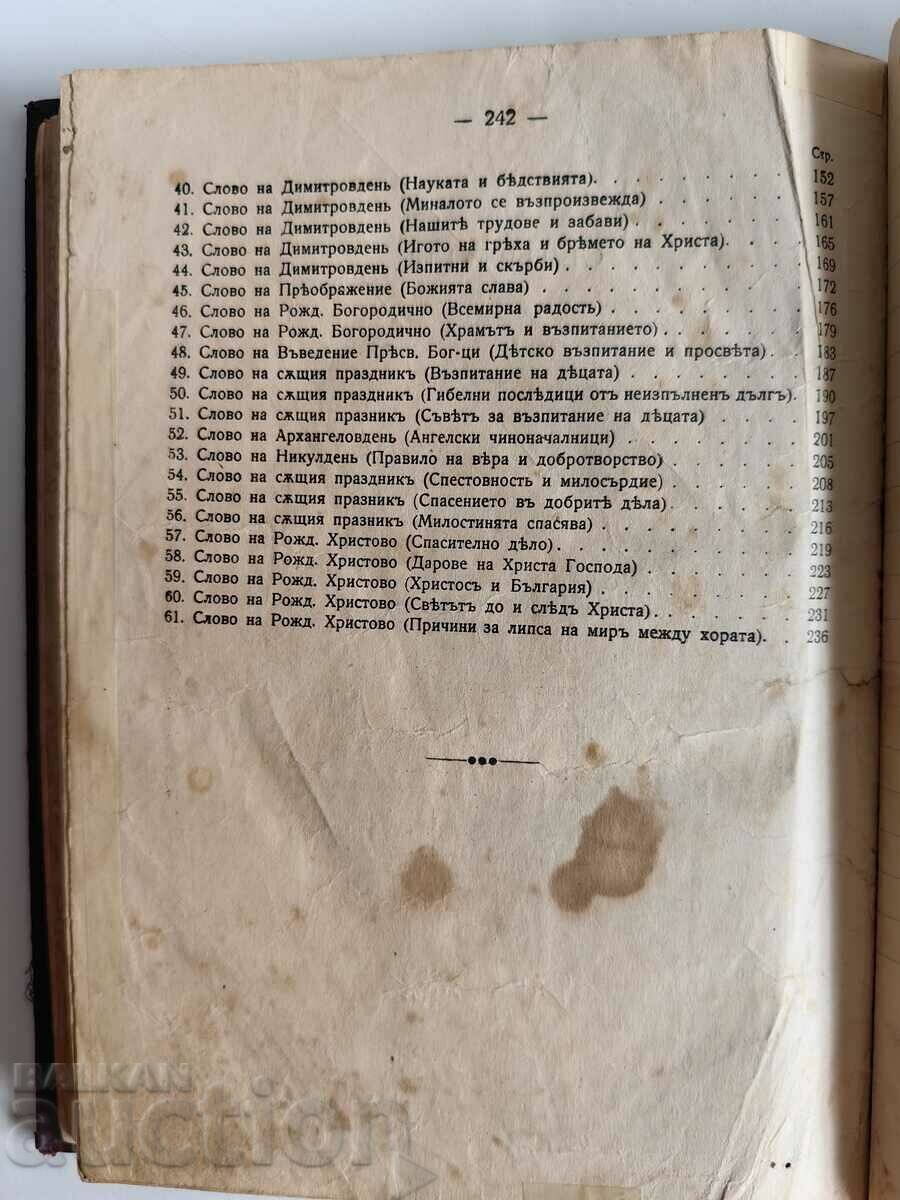 — 242 —
Стр.
40. Слово на Димитровдень (Науката и бѣдствията). . . . . . . . 152
41. Слово на Димитровдень (Миналото се възпроизвежда) . . . . . 157
42. Слово на Димитровдень (Нашитѣ трудове и забави) . . . . . . 161
43. Слово на Димитровдень (Игото на грѣха и брѣмето на Христа). . . 165
44. Слово на Димитровдень (Изпитни и скърби) . . . . . . . . 169
45. Слово на Прѣображение (Божията слава) . . . . . . . . . 172
46. Слово на Рожд. Богородично (Всемирна радость) . . . . . . 176
47. Слово на Рожд. Богородично (Храмътъ и възпитанието) . . . . . 179
48. Слово на Въведение Прѣсв. Бог-ци (Дѣтско възпитание и просвѣта). . 183
49. Слово на сѫщия праздникъ (Възпитание на дѣцата) . . . . . . 187
50. Слово на сѫщия праздникъ (Гибелни послѣдици отъ неизпълненъ дългъ). 190
51. Слово на сѫщия празникъ (Съвѣтъ за възпитание на дѣцата) . . . . 197
52. Слово на Архангеловдень (Ангелски чиноначалници) . . . . . . 201
53. Слово на Никулдень (Правило на вѣра и добротворство) . . . . . 205
54. Слово на сѫщия праздникъ (Спестовность и милосърдие) . . . . . 208
55. Слово на сѫщия празникъ (Спасението въ добритѣ дѣла) . . . . . 213
56. Слово на сѫщия празникъ (Милостинята спасява) . . . . . . . 216
57. Слово на Рожд. Христово (Спасително дѣло) . . . . . . . . 219
58. Слово на Рожд. Христово (Дарове на Христа Господа) . . . . . 223
59. Слово на Рожд. Христово (Христосъ и България) . . . . . . . 227
60. Слово на Рожд. Христово (Свѣтътъ до и слѣдъ Христа) . . . . . 231
61. Слово на Рожд. Христово (Причини за липса на миръ между хората). . 236
BALKAN
auction